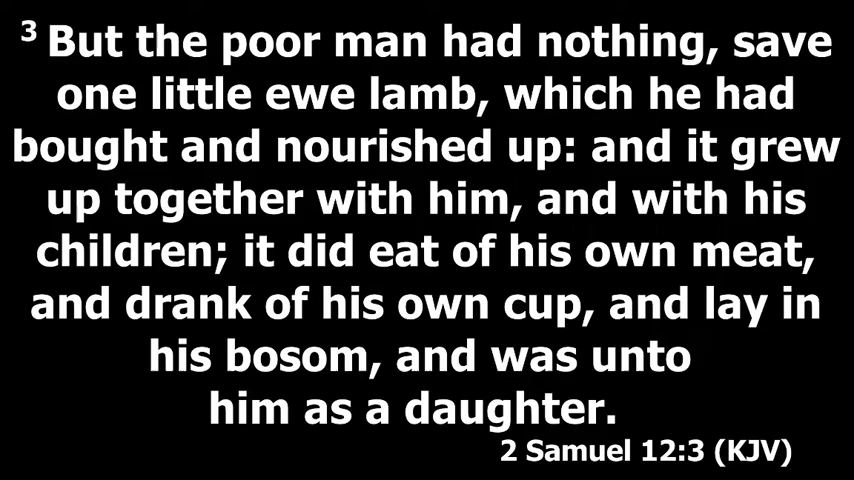 3 But the poor man had nothing, save
one little ewe lamb, which he had
bought and nourished up: and it grew
up together with him, and with his
children; it did eat of his own meat,
and drank of his own cup, and lay in
his bosom, and was unto
him as a daughter.
2 Samuel 12:3 (KJV)